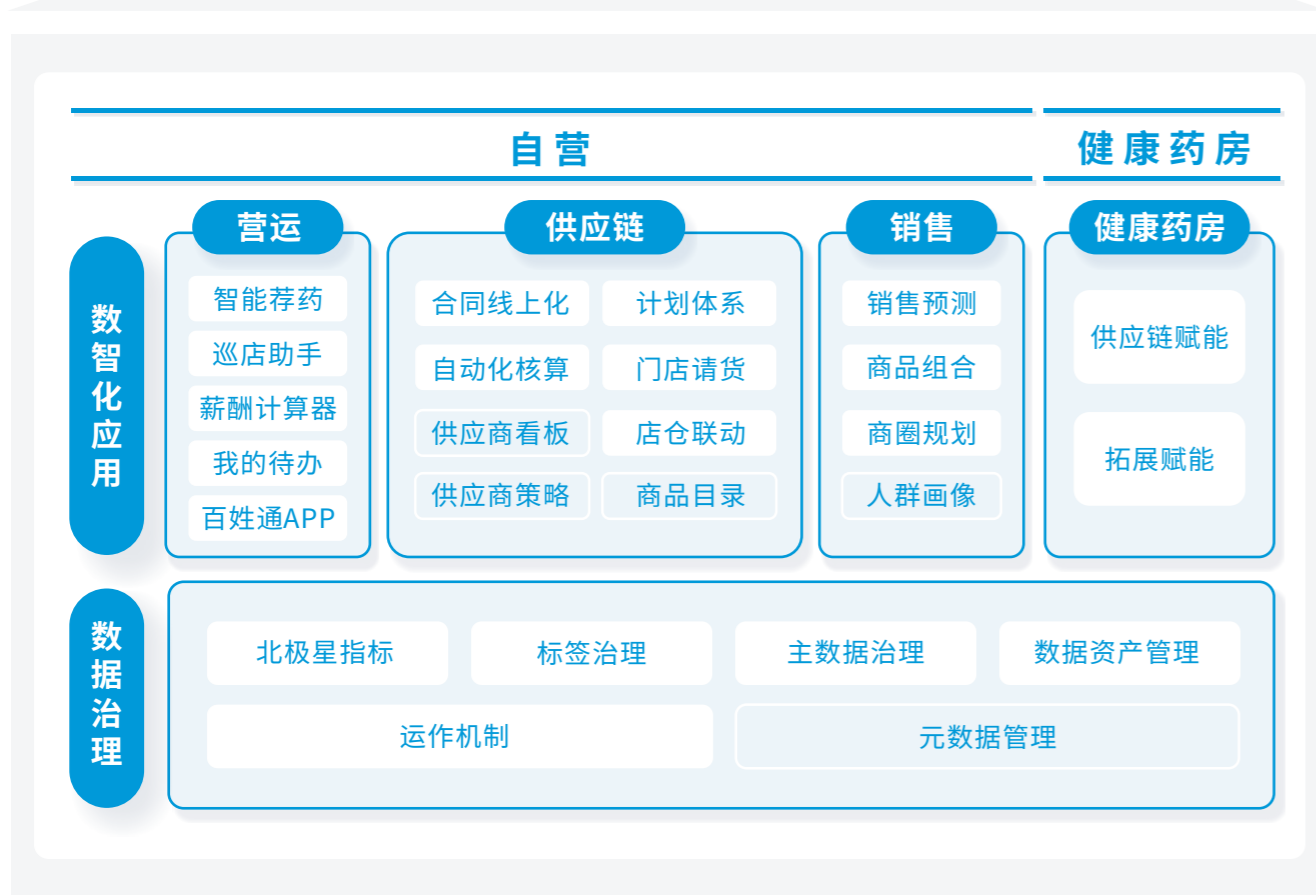 自营
健康药房
数智化应用
营运
智能荐药
巡店助手
薪酬计算器
我的待办
百姓通APP
供应链
合同线上化
计划体系
自动化核算
门店请货
供应商看板
店仓联动
供应商策略
商品目录
销售
销售预测
商品组合
商圈规划
人群画像
健康药房
供应链赋能
拓展赋能
数据治理
北极星指标
标签治理
主数据治理
数据资产管理
运作机制
元数据管理